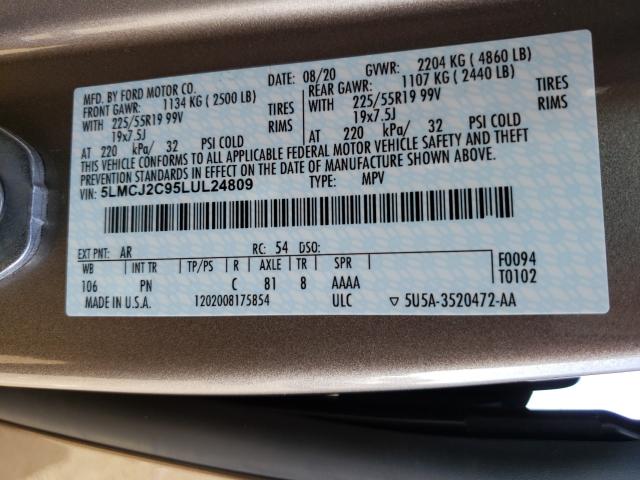 MFD. BY FORD MOTOR CO. DATE: 08/20 GVWR: 2204 KG ( 4860 LB)
FRONT GAWR: 1134 KG ( 2500 LB) REAR GAWR: 1107 KG ( 2440 LB)
WITH 225/55R19 99V TIRES WITH 225/55R19 99V TIRES
19x7.5J RIMS 19x7.5J RIMS
AT 220 kPa/ 32 PSI COLD AT 220 kPa/ 32 PSI COLD
THIS VEHICLE CONFORMS TO ALL APPLICABLE FEDERAL MOTOR VEHICLE SAFETY AND THEFT
PREVENTION STANDARDS IN EFFECT ON THE DATE OF MANUFACTURE SHOWN ABOVE.
VIN: 5LMCJ2C95LUL24809 TYPE: MPV
EXT PNT: AR RC: 54 DSO:
WB INT TR TP/PS R AXLE TR SPR F0094
106 PN C 81 8 AAAA T0102
MADE IN U.S.A. 1202008175854 ULC ▽ 5U5A-3520472-AA